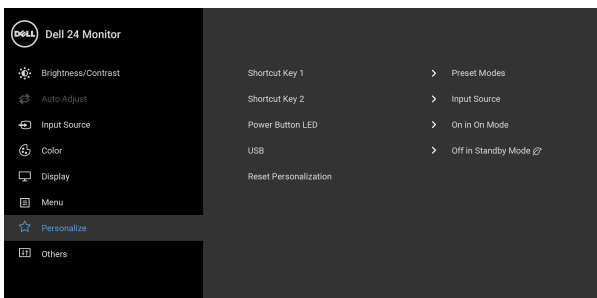 DELL Dell 24 Monitor
Brightness/Contrast
Auto Adjust
Input Source
Color
Display
Menu
Personalize
Others
Shortcut Key 1 > Preset Modes
Shortcut Key 2 > Input Source
Power Button LED > On in On Mode
USB > Off in Standby Mode
Reset Personalization